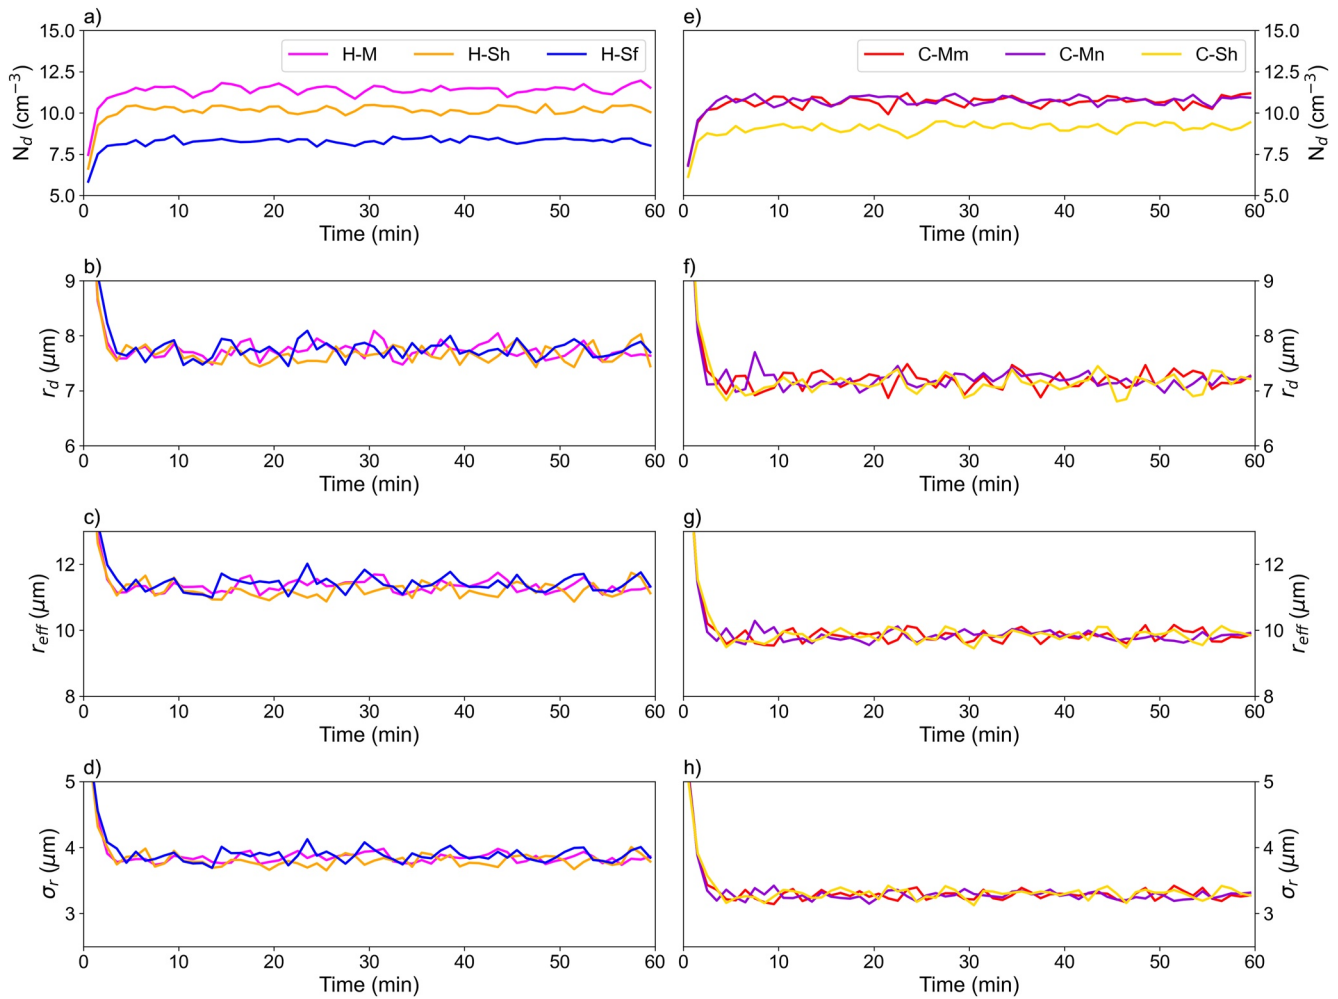 a)
15.0
12.5
10.0
7.5
5.0
N_d (cm⁻³)
H-M H-Sh H-Sf
0 10 20 30 40 50 60
Time (min)
e)
15.0
12.5
10.0
7.5
5.0
N_d (cm⁻³)
C-Mm C-Mn C-Sh
0 10 20 30 40 50 60
Time (min)
b)
9
8
7
6
r_d (μm)
0 10 20 30 40 50 60
Time (min)
f)
9
8
7
6
r_d (μm)
0 10 20 30 40 50 60
Time (min)
c)
12
10
8
r_eff (μm)
0 10 20 30 40 50 60
Time (min)
g)
12
10
8
r_eff (μm)
0 10 20 30 40 50 60
Time (min)
d)
5
4
3
σ_r (μm)
0 10 20 30 40 50 60
Time (min)
h)
5
4
3
σ_r (μm)
0 10 20 30 40 50 60
Time (min)